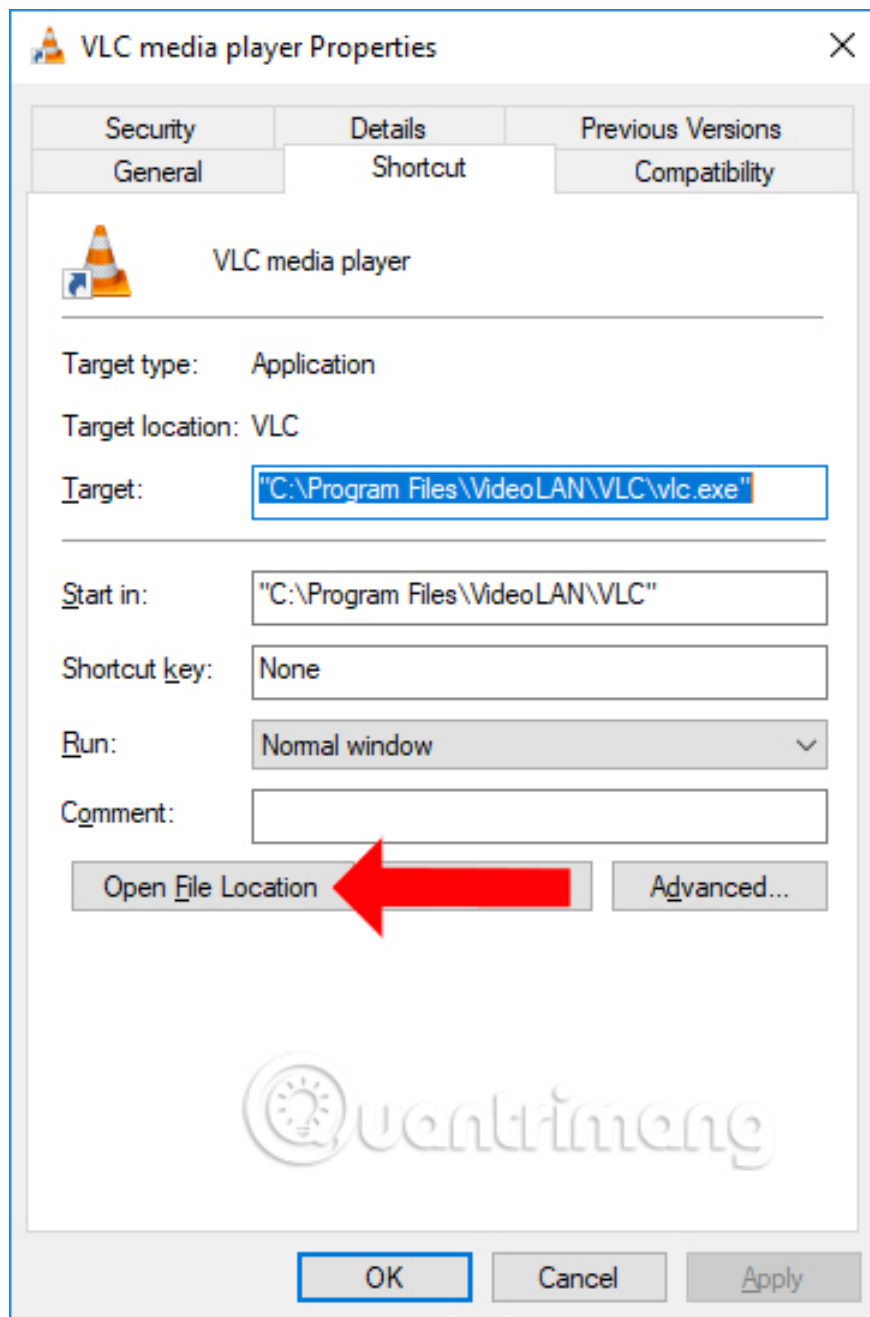 VLC media player Properties
Security Details Previous Versions
General Shortcut Compatibility
VLC media player
Target type: Application
Target location: VLC
Target: "C:\Program Files\VideoLAN\VLC\vlc.exe"
Start in: "C:\Program Files\VideoLAN\VLC"
Shortcut key: None
Run: Normal window
Comment:
Open File Location Advanced...
Quantrimang
OK Cancel Apply